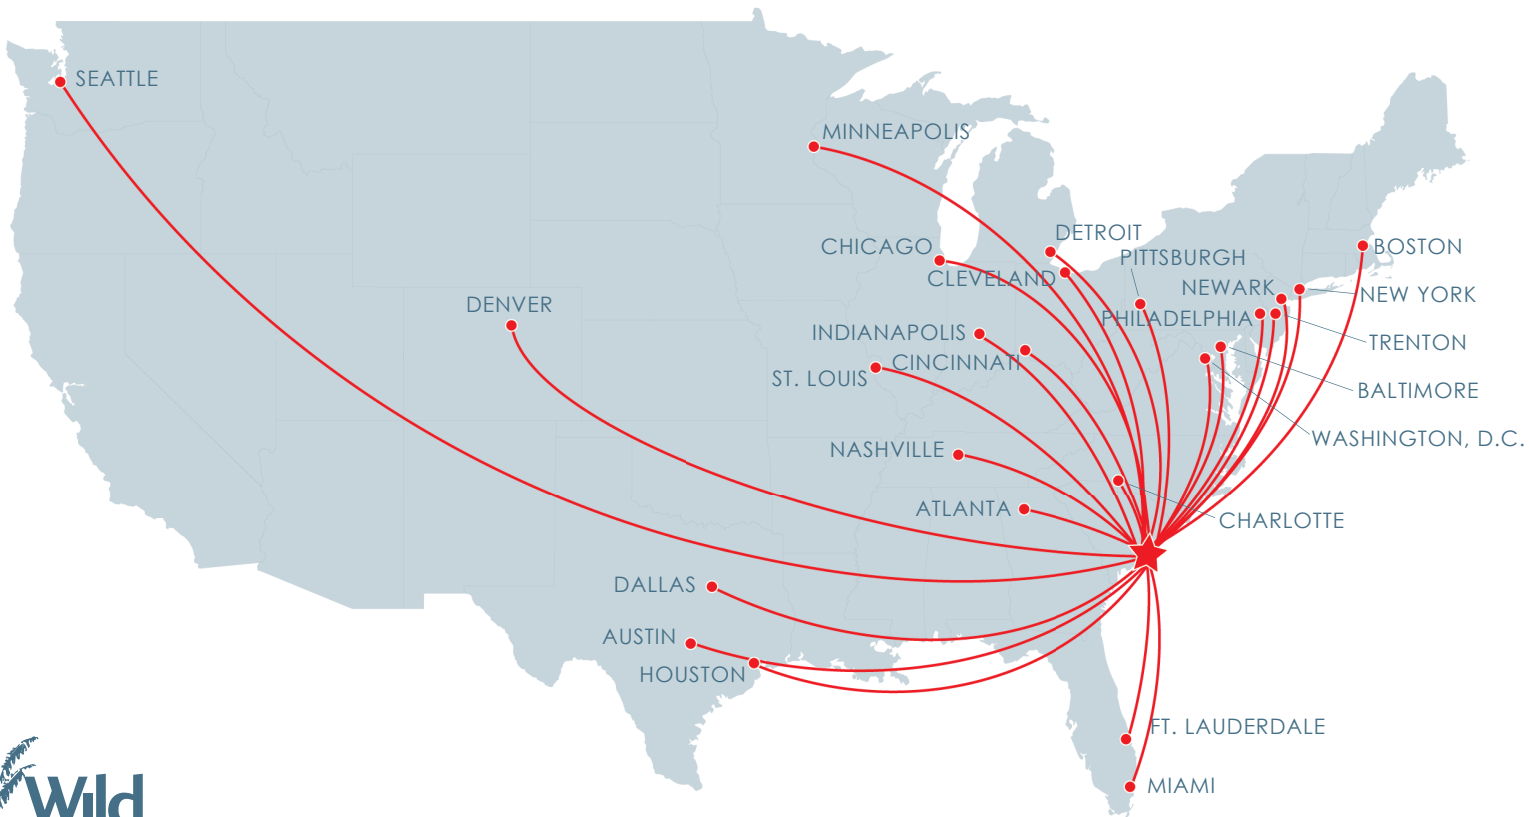 SEATTLE
MINNEAPOLIS
DETROIT
CHICAGO
BOSTON
PITTSBURGH
CLEVELAND
NEWARK
NEW YORK
DENVER
PHILADELPHIA
INDIANAPOLIS
TRENTON
CINCINNATI
ST. LOUIS
BALTIMORE
WASHINGTON, D.C.
NASHVILLE
ATLANTA
CHARLOTTE
DALLAS
AUSTIN
HOUSTON
FT. LAUDERDALE
MIAMI
Wild